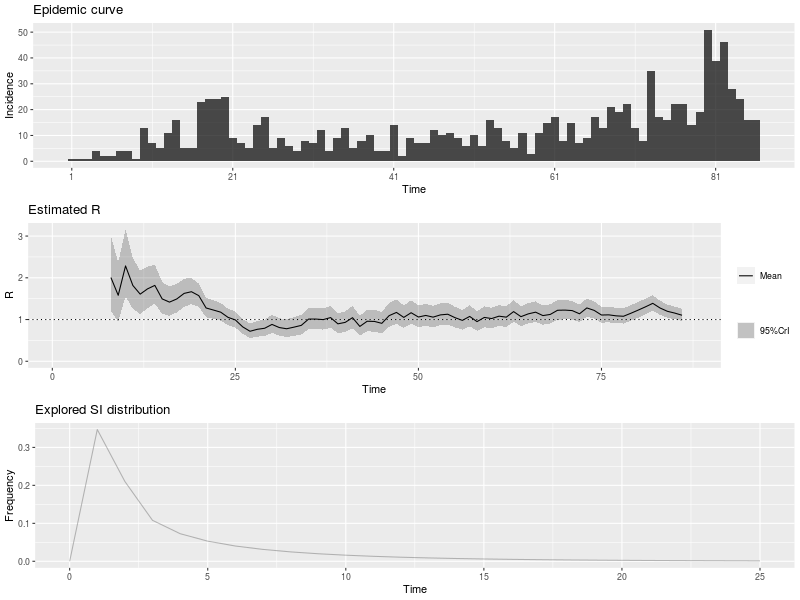 Epidemic curve
Incidence
50
40
30
20
10
0
1 21 41 61 81
Time
Estimated R
R
3
2
1
0
0 25 50 75
Time
Mean
95%CrI
Explored SI distribution
Frequency
0.3
0.2
0.1
0.0
0 5 10 15 20 25
Time